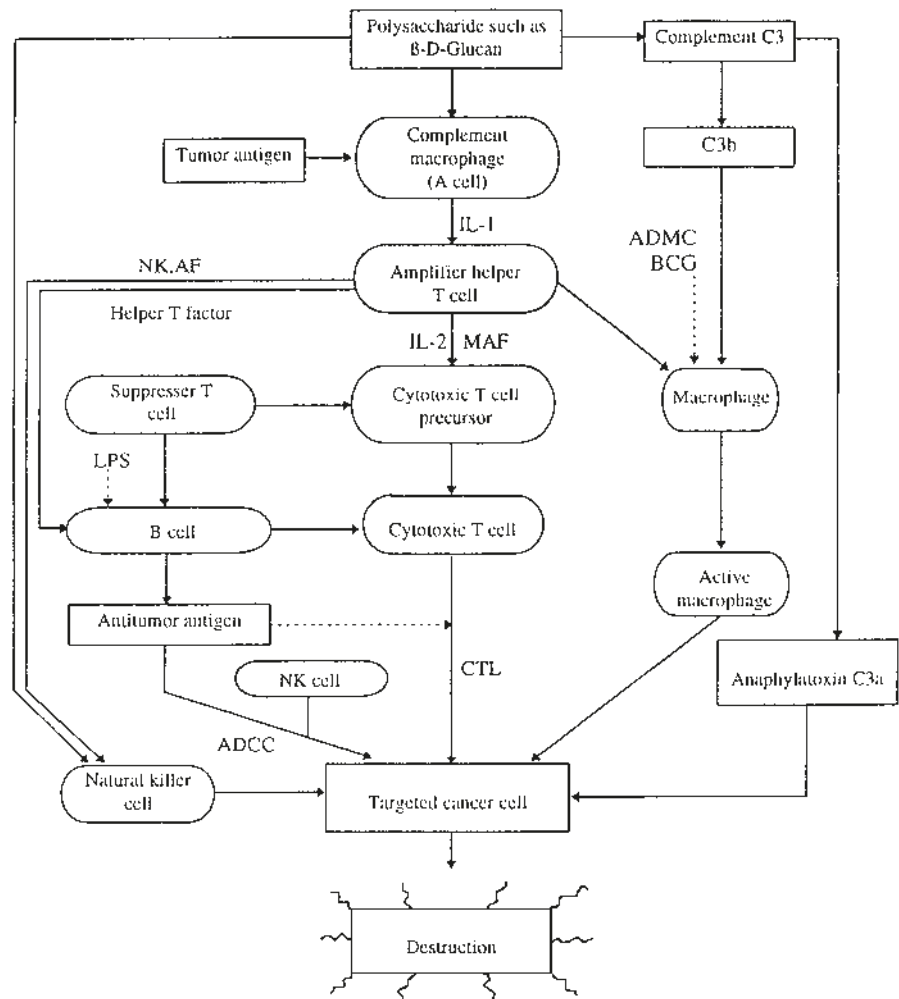 Polysaccharide such as
ß-D-Glucan
Complement C3
Tumor antigen
Complement
macrophage
(A cell)
C3b
IL-1
ADMC
BCG
NK.AF
Amplifier helper
T cell
Helper T factor
IL-2 MAF
Suppresser T
cell
Cytotoxic T cell
precursor
Macrophage
LPS
B cell
Cytotoxic T cell
Active
macrophage
Antitumor antigen
NK cell
CTL
Anaphylatoxin C3a
ADCC
Natural killer
cell
Targeted cancer cell
Destruction